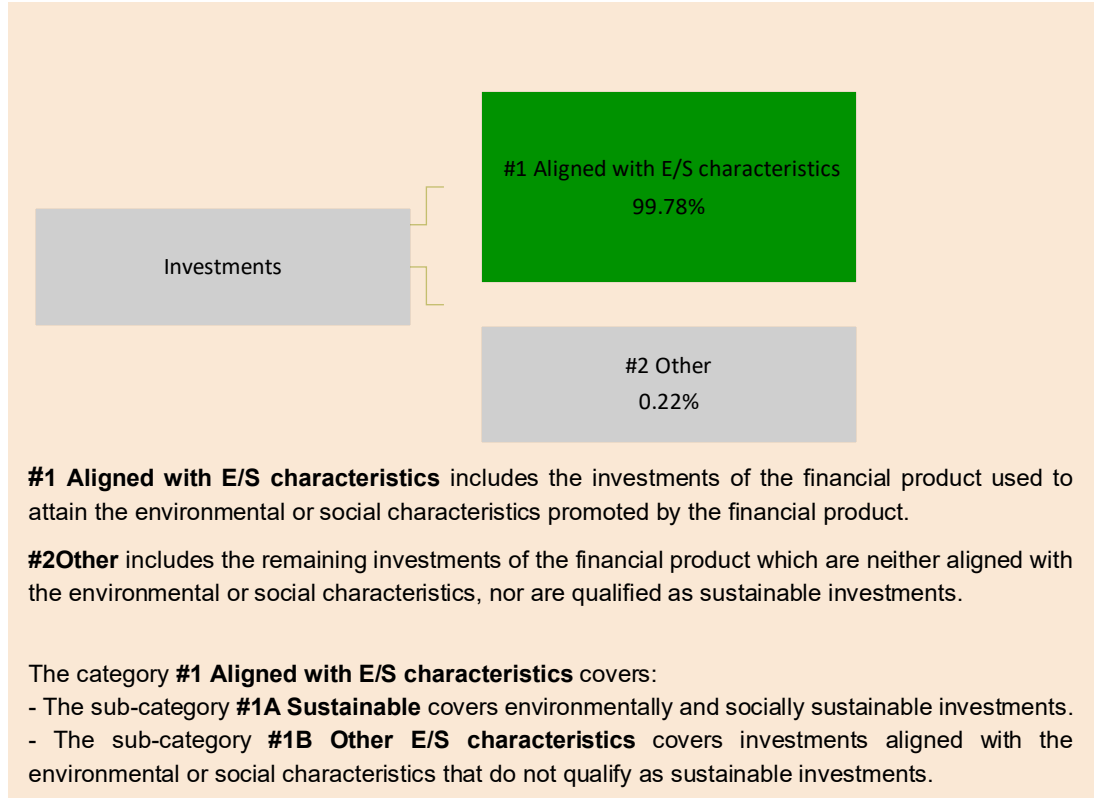 #1 Aligned with E/S characteristics
99.78%
Investments
#2 Other
0.22%
#1 Aligned with E/S characteristics includes the investments of the financial product used to
attain the environmental or social characteristics promoted by the financial product.
#2Other includes the remaining investments of the financial product which are neither aligned with
the environmental or social characteristics, nor are qualified as sustainable investments.
The category #1 Aligned with E/S characteristics covers:
- The sub-category #1A Sustainable covers environmentally and socially sustainable investments.
- The sub-category #1B Other E/S characteristics covers investments aligned with the
environmental or social characteristics that do not qualify as sustainable investments.